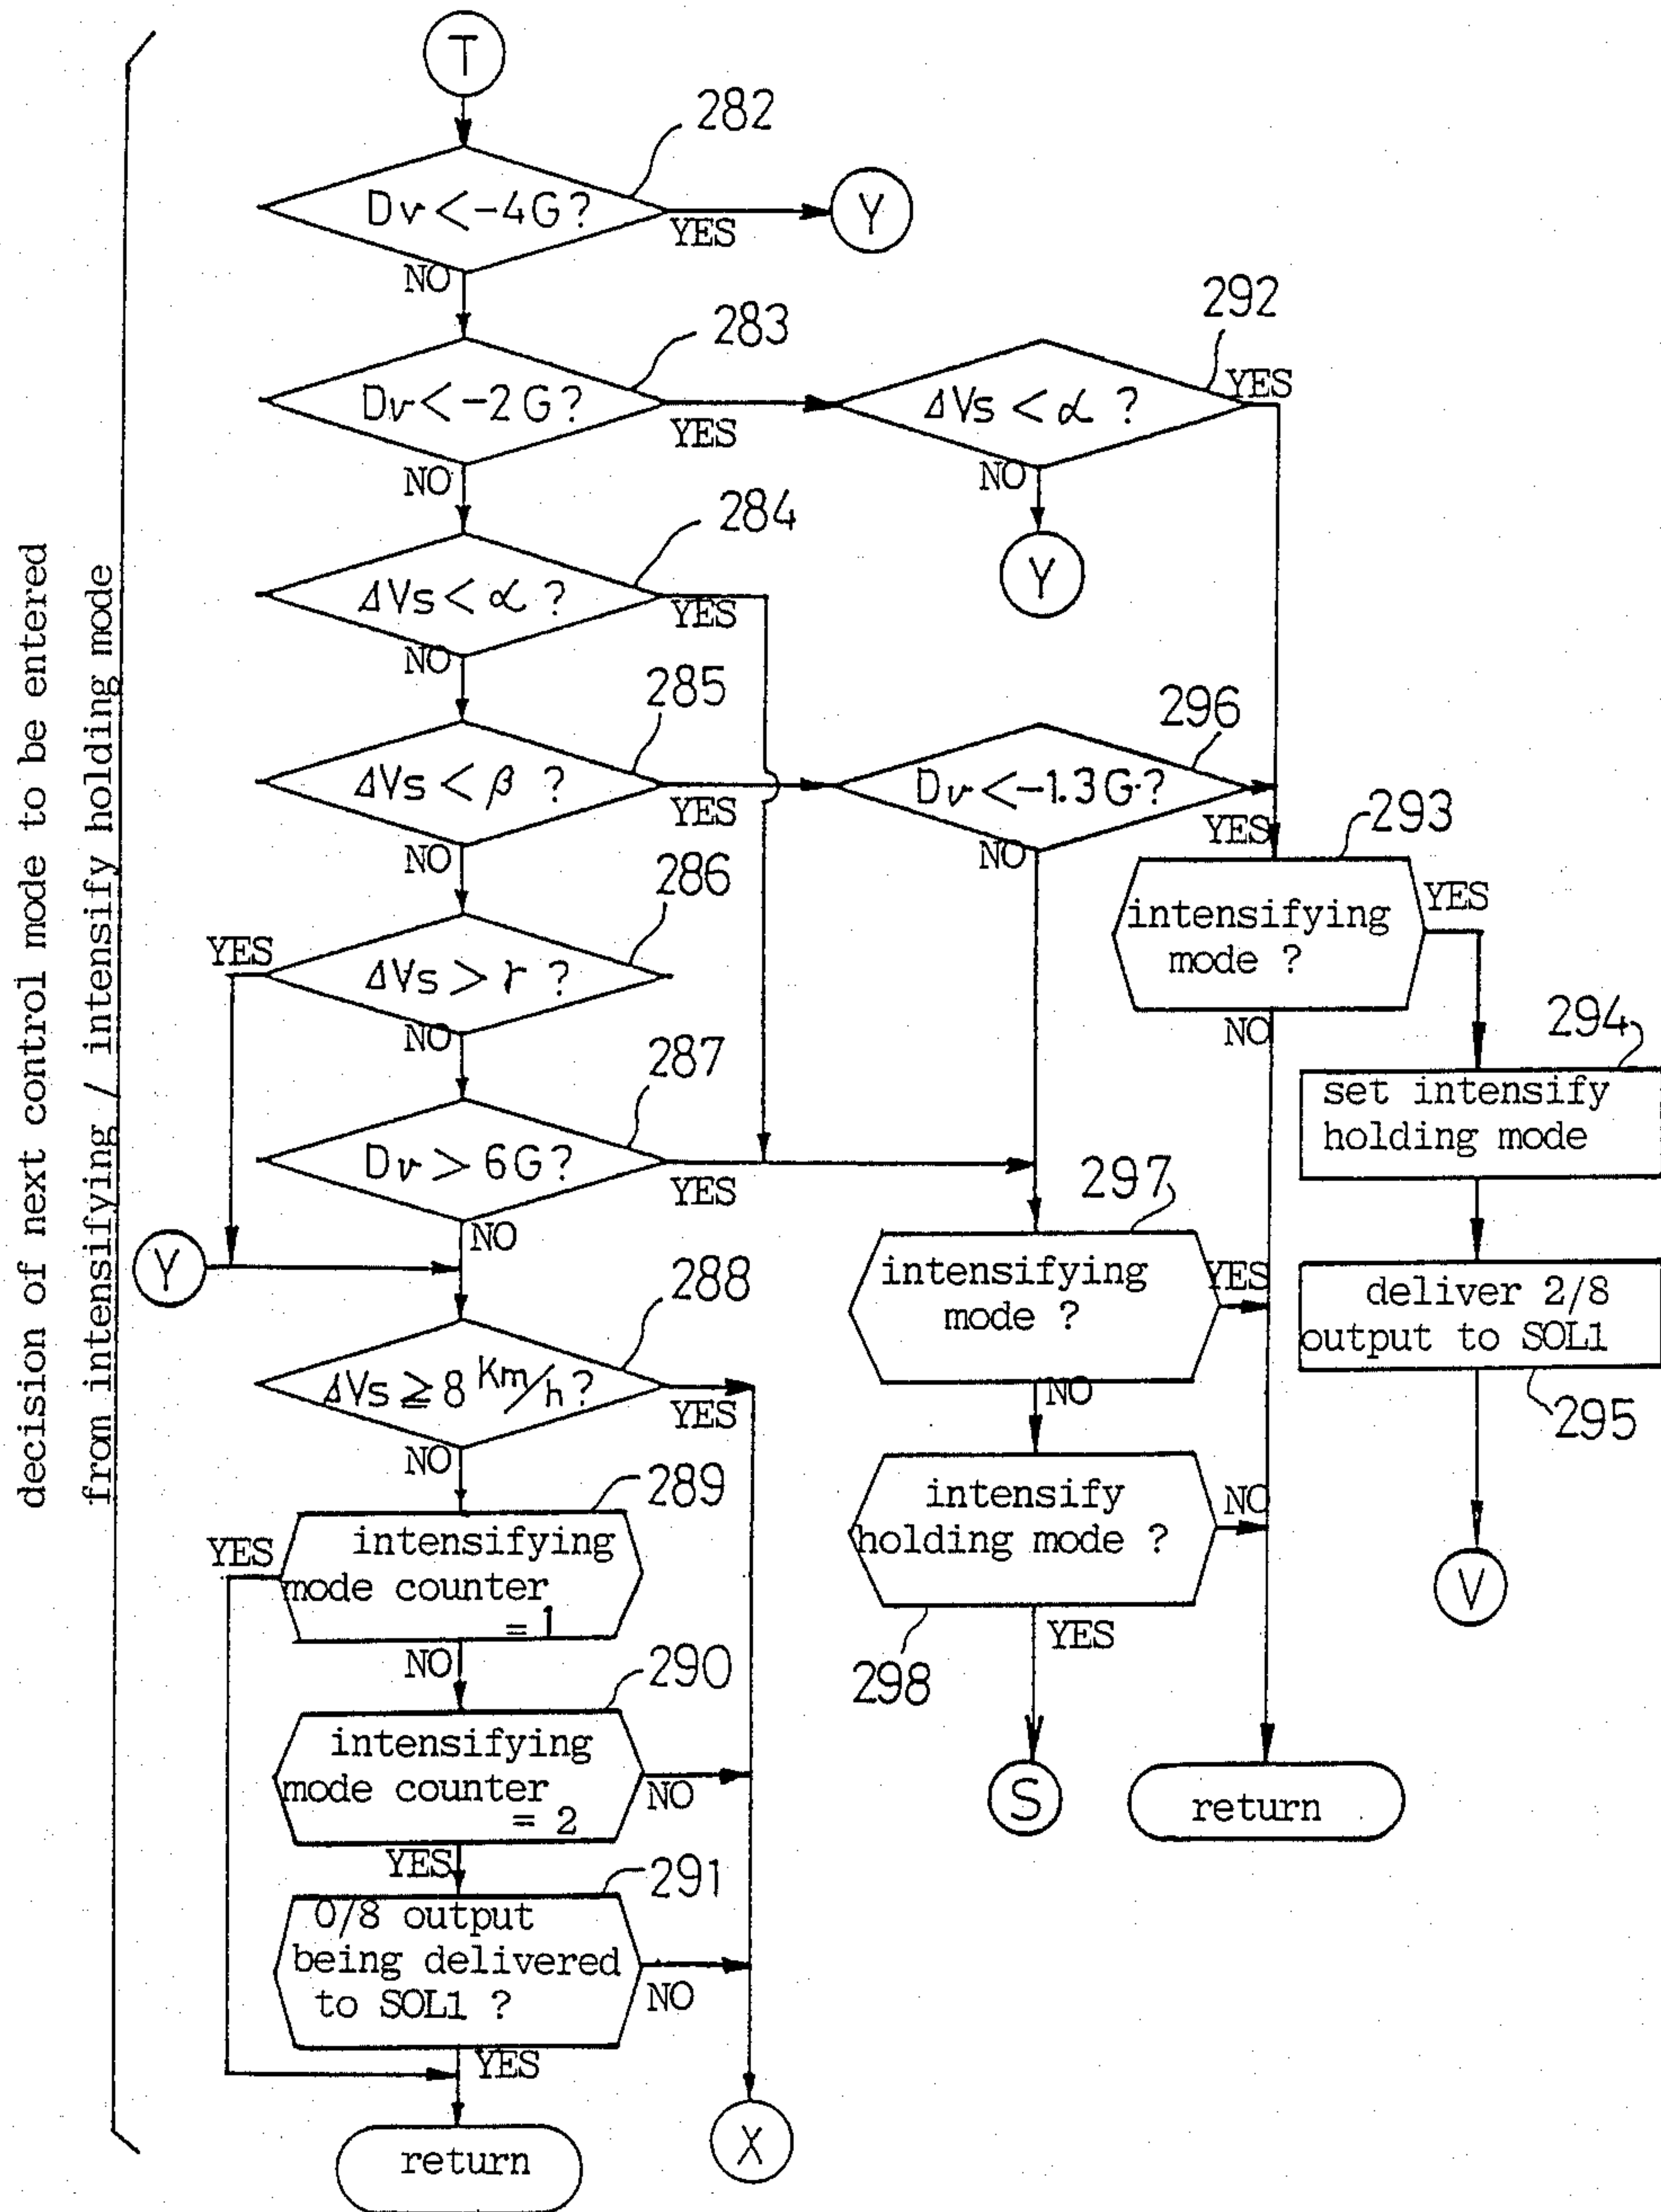 decision of next control mode to be entered
from intensifying / intensify holding mode
T
282
Dv < -4G?
YES
Y
NO
283
Dv < -2G?
YES
NO
292
ΔVs < α ?
YES
NO
Y
284
ΔVs < α ?
YES
NO
285
ΔVs < β ?
YES
NO
296
Dv < -1.3G?
YES
NO
286
ΔVs > γ ?
YES
NO
293
intensifying
mode ?
YES
NO
294
set intensify
holding mode
deliver 2/8
output to SOL1
295
V
287
Dv > 6G?
YES
NO
Y
297
intensifying
mode ?
YES
NO
288
ΔVs ≧ 8 Km/h?
YES
NO
intensify
holding mode ?
NO
298
YES
S
return
289
intensifying
mode counter
= 1
YES
NO
290
intensifying
mode counter
= 2
NO
YES
291
0/8 output
being delivered
to SOL1 ?
NO
YES
return
X